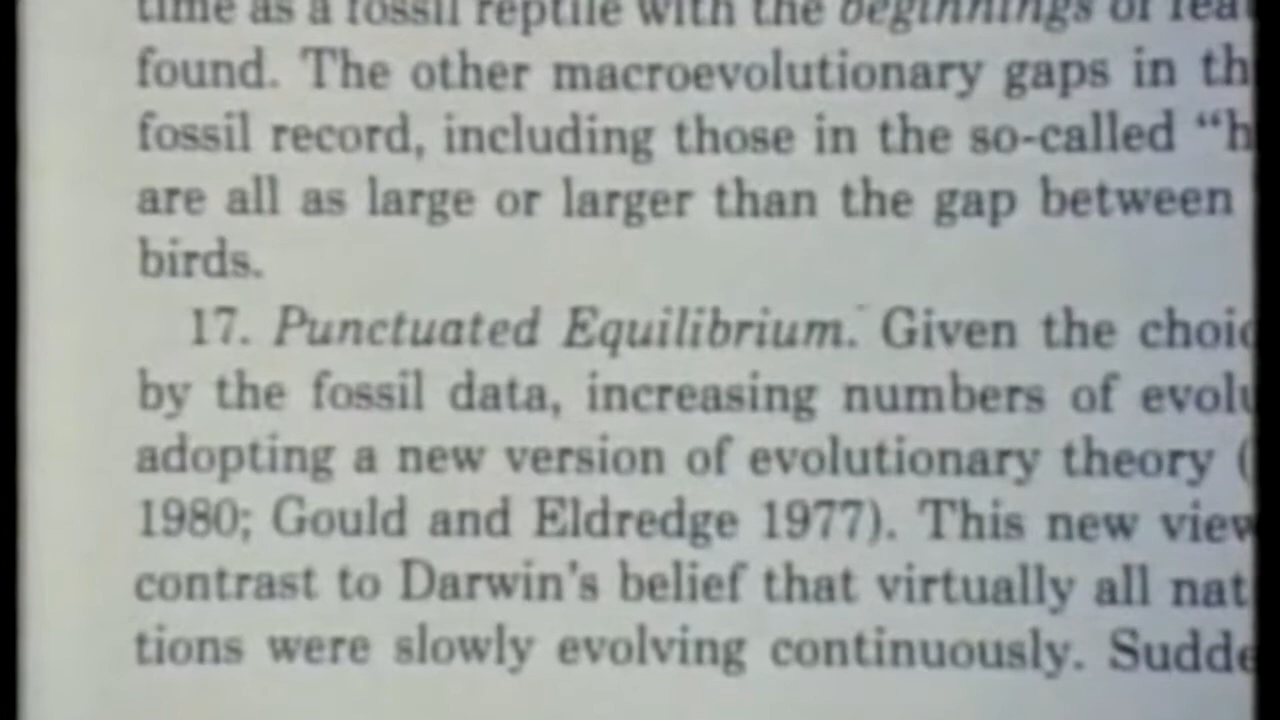 time as a fossil reptile with the beginnings of
found. The other macroevolutionary gaps in
fossil record, including those in the so-called
are all as large or larger than the gap between
birds.
17. Punctuated Equilibrium. Given the
by the fossil data, increasing numbers of
adopting a new version of evolutionary theory (
1980; Gould and Eldredge 1977). This new view
contrast to Darwin's belief that virtually all nat
tions were slowly evolving continuously. Sudde